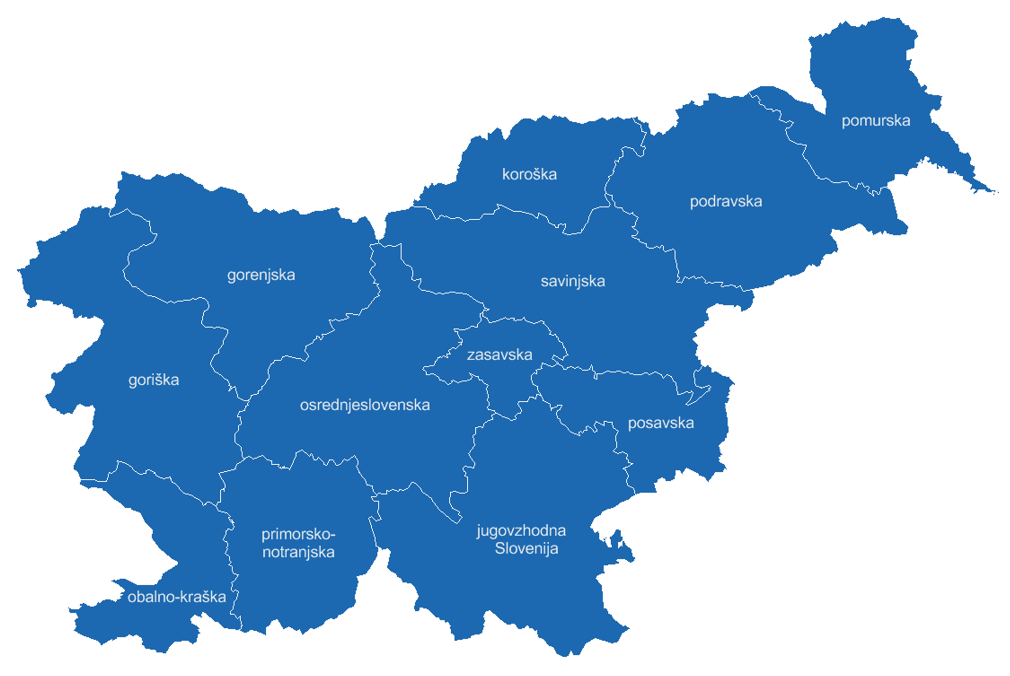 pomurska
koroška
podravska
gorenjska
savinjska
zasavska
goriška
osrednjeslovenska
posavska
primorsko-
notranjska
jugovzhodna
Slovenija
obalno-kraška